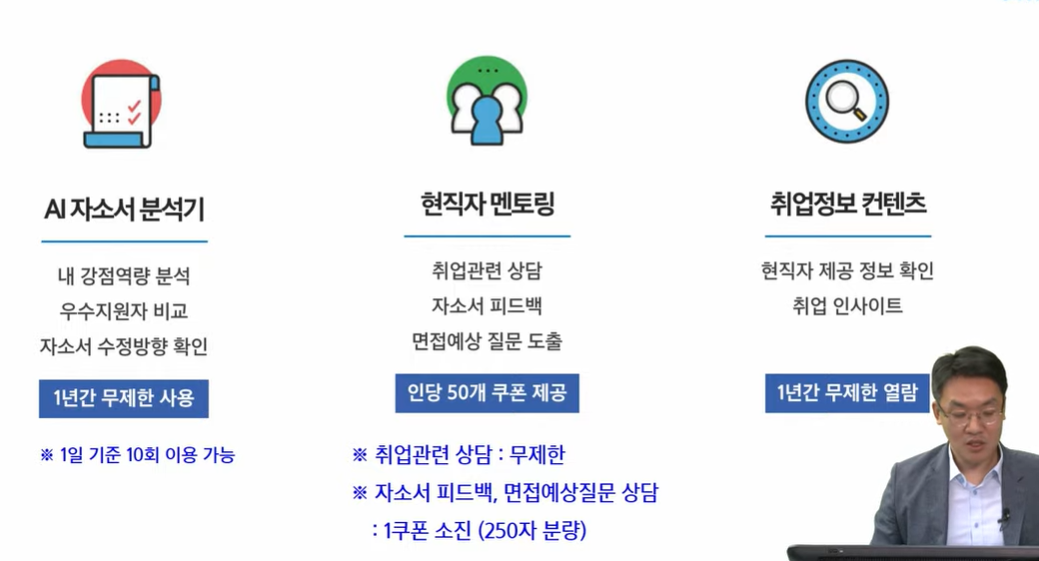 AI 자소서 분석기
내 강점역량 분석
우수지원자 비교
자소서 수정방향 확인
1년간 무제한 사용
※ 1일 기준 10회 이용 가능
현직자 멘토링
취업관련 상담
자소서 피드백
면접예상 질문 도출
인당 50개 쿠폰 제공
※ 취업관련 상담 : 무제한
※ 자소서 피드백, 면접예상질문 상담
: 1쿠폰 소진 (250자 분량)
취업정보 컨텐츠
현직자 제공 정보 확인
취업 인사이트
1년간 무제한 열람